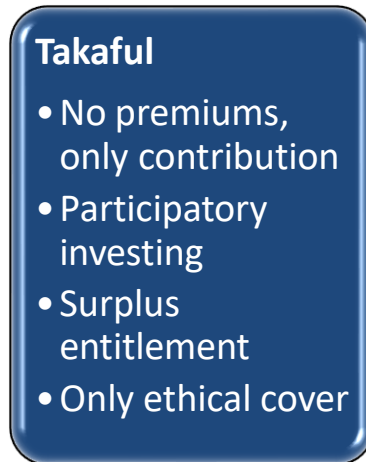 Takaful
• No premiums,
only contribution
• Participatory
investing
• Surplus
entitlement
• Only ethical cover